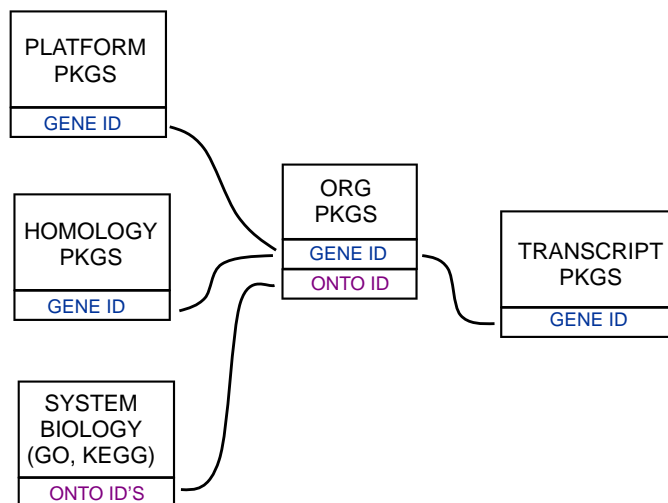 PLATFORM
PKGS
GENE ID
HOMOLOGY
PKGS
GENE ID
SYSTEM
BIOLOGY
(GO, KEGG)
ONTO ID'S
ORG
PKGS
GENE ID
ONTO ID
TRANSCRIPT
PKGS
GENE ID